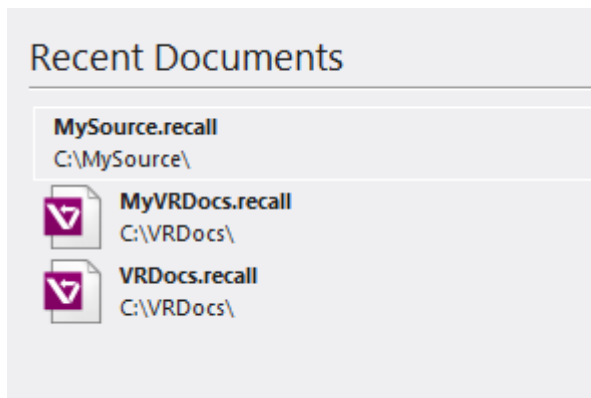 Recent Documents
MySource.recall
C:\MySource\
MyVRDocs.recall
C:\VRDocs\
VRDocs.recall
C:\VRDocs\